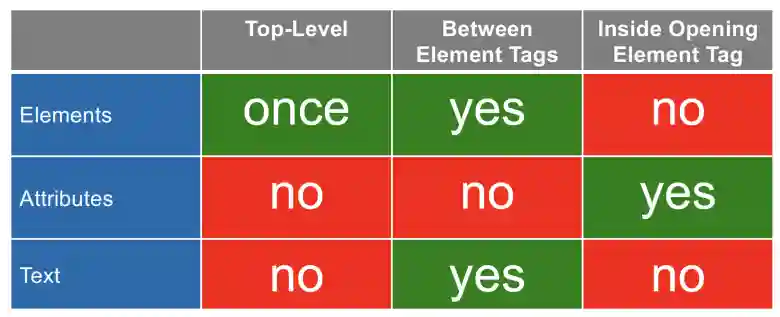 Top-Level
Between
Element Tags
Inside Opening
Element Tag
Elements
once
yes
no
Attributes
no
no
yes
Text
no
yes
no